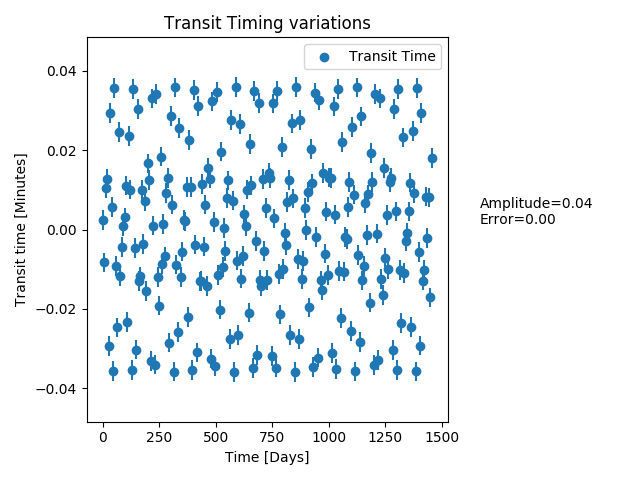 Transit Timing variations
Transit Time
Transit time [Minutes]
0.04
0.02
0.00
−0.02
−0.04
0
250
500
750
1000
1250
1500
Time [Days]
Amplitude=0.04
Error=0.00